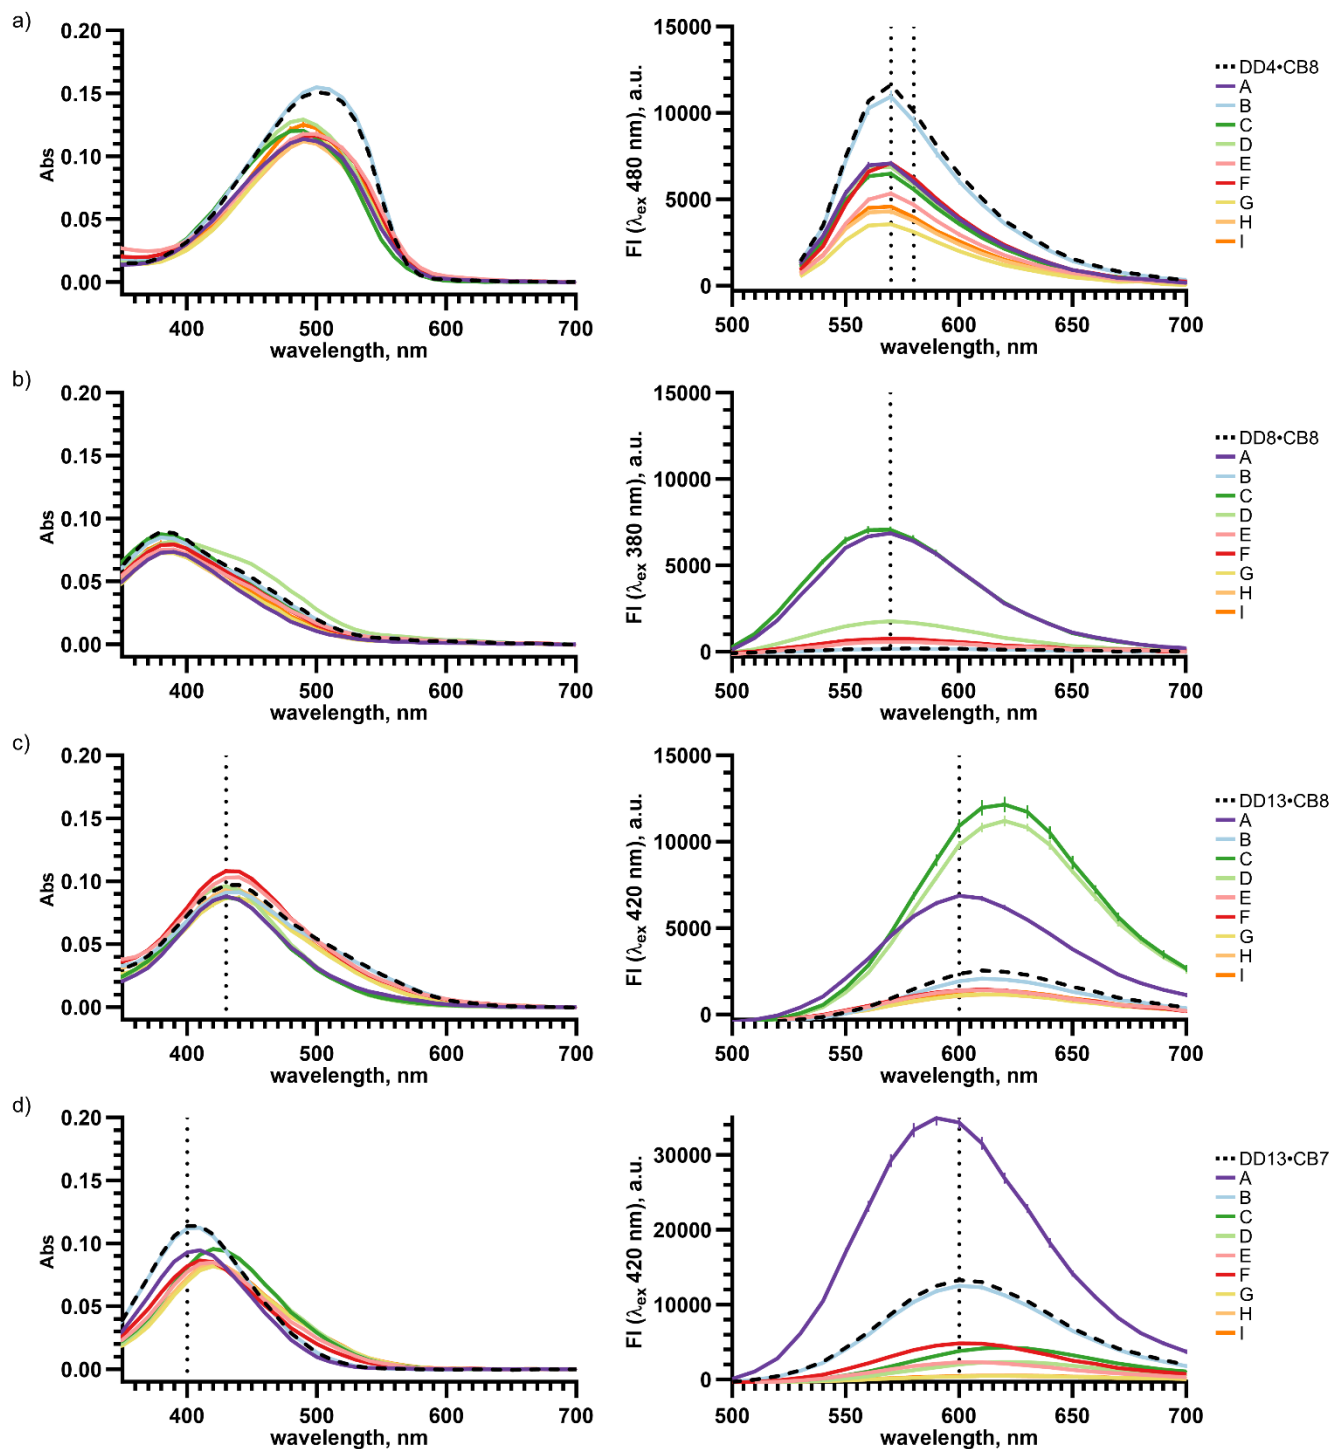 a)
0.20
0.15
0.10
0.05
0.00
Abs
400
500
600
700
wavelength, nm
15000
10000
5000
0
FI (λex 480 nm), a.u.
500
550
600
650
700
wavelength, nm
DD4•CB8
A
B
C
D
E
F
G
H
I
b)
0.20
0.15
0.10
0.05
0.00
Abs
400
500
600
700
wavelength, nm
15000
10000
5000
0
FI (λex 380 nm), a.u.
500
550
600
650
700
wavelength, nm
DD8•CB8
A
B
C
D
E
F
G
H
I
c)
0.20
0.15
0.10
0.05
0.00
Abs
400
500
600
700
wavelength, nm
15000
10000
5000
0
FI (λex 420 nm), a.u.
500
550
600
650
700
wavelength, nm
DD13•CB8
A
B
C
D
E
F
G
H
I
d)
0.20
0.15
0.10
0.05
0.00
Abs
400
500
600
700
wavelength, nm
30000
20000
10000
0
FI (λex 420 nm), a.u.
500
550
600
650
700
wavelength, nm
DD13•CB7
A
B
C
D
E
F
G
H
I